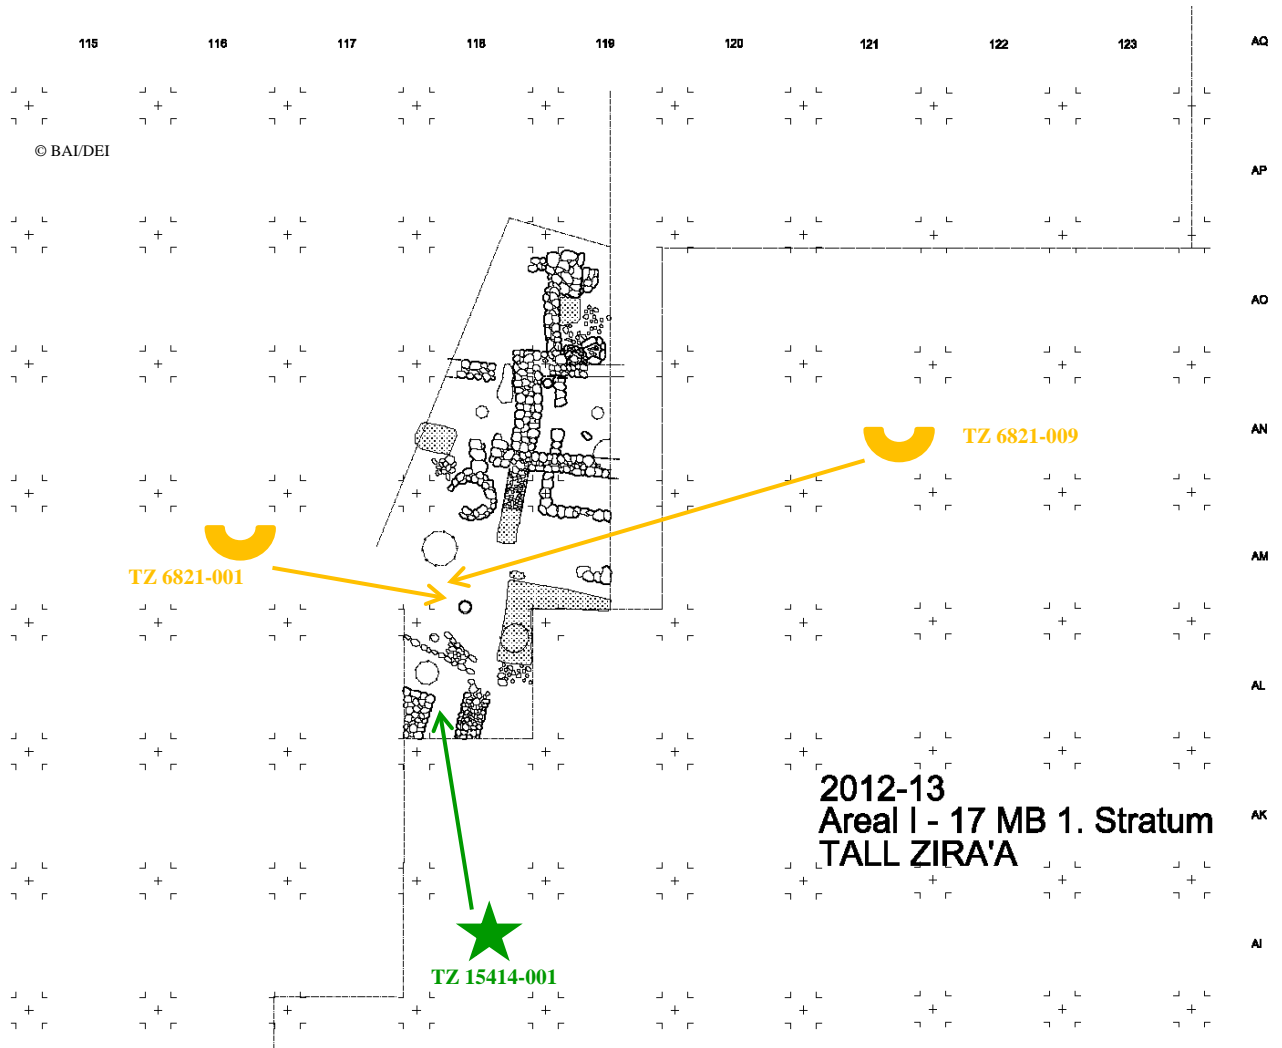 115 116 117 118 119 120 121 122 123 AQ
© BAI/DEI
AP
AO
TZ 6821-009 AN
AM
TZ 6821-001
AL
2012-13
Areal I - 17 MB 1. Stratum AK
TALL ZIRA'A
AI
TZ 15414-001